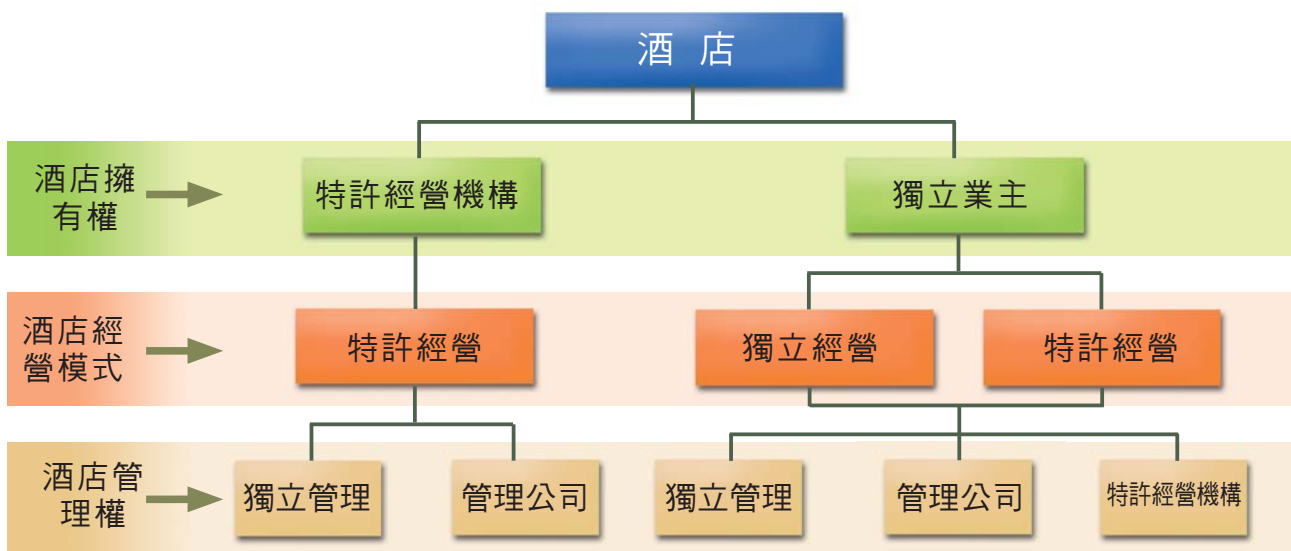 酒店
酒店擁
有權
特許經營機構
獨立業主
酒店經
營模式
特許經營
獨立經營
特許經營
酒店管
理權
獨立管理
管理公司
獨立管理
管理公司
特許經營機構